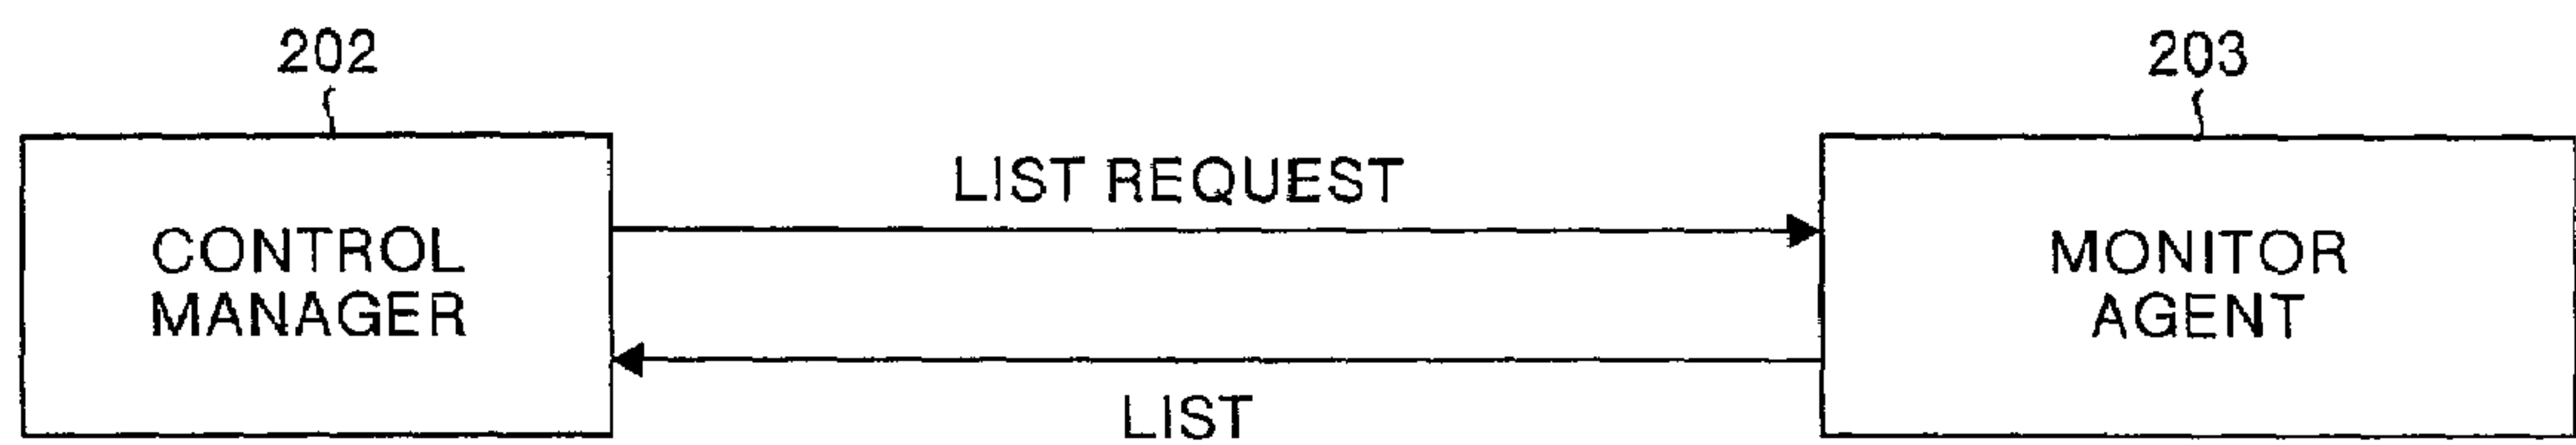 202
203
LIST REQUEST
CONTROL
MANAGER
MONITOR
AGENT
LIST